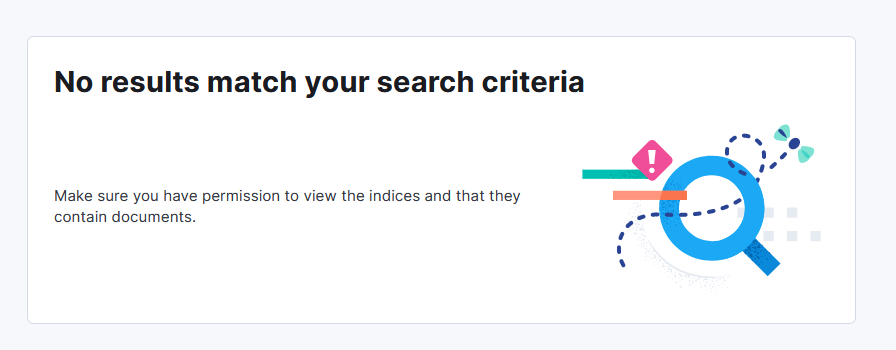 No results match your search criteria
Make sure you have permission to view the indices and that they
contain documents.